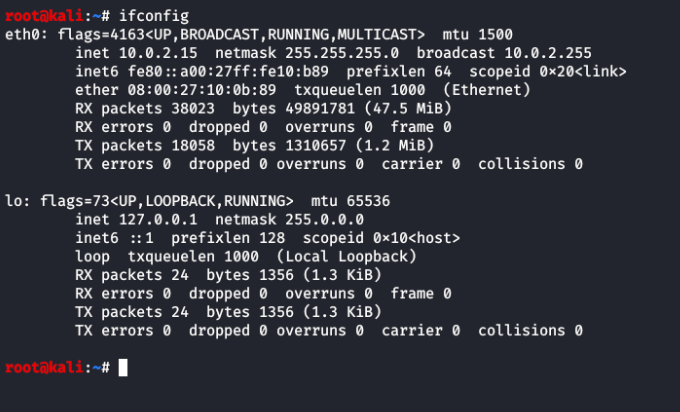 root@kali:~# ifconfig
eth0: flags=4163<UP,BROADCAST,RUNNING,MULTICAST>  mtu 1500
        inet 10.0.2.15  netmask 255.255.255.0  broadcast 10.0.2.255
        inet6 fe80::a00:27ff:fe10:b89  prefixlen 64  scopeid 0×20<link>
        ether 08:00:27:10:0b:89  txqueuelen 1000  (Ethernet)
        RX packets 38023  bytes 49891781 (47.5 MiB)
        RX errors 0  dropped 0  overruns 0  frame 0
        TX packets 18058  bytes 1310657 (1.2 MiB)
        TX errors 0  dropped 0 overruns 0  carrier 0  collisions 0

lo: flags=73<UP,LOOPBACK,RUNNING>  mtu 65536
        inet 127.0.0.1  netmask 255.0.0.0
        inet6 ::1  prefixlen 128  scopeid 0×10<host>
        loop  txqueuelen 1000  (Local Loopback)
        RX packets 24  bytes 1356 (1.3 KiB)
        RX errors 0  dropped 0  overruns 0  frame 0
        TX packets 24  bytes 1356 (1.3 KiB)
        TX errors 0  dropped 0 overruns 0  carrier 0  collisions 0

root@kali:~#